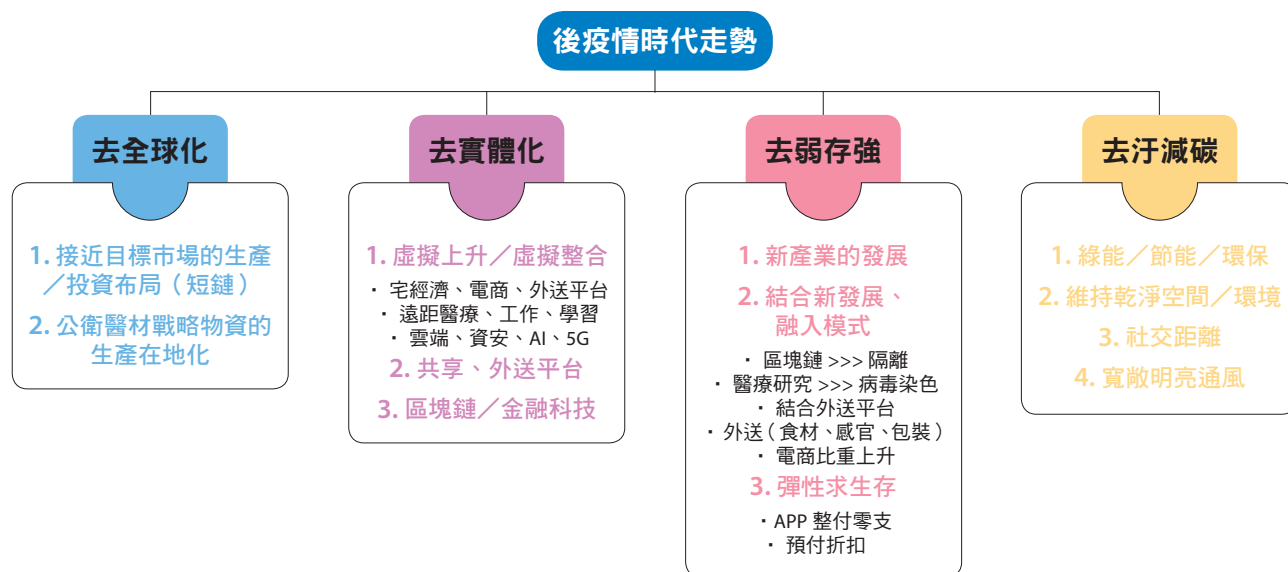 後疫情時代走勢
去全球化
1. 接近目標市場的生產
／投資布局（短鏈）
2. 公衛醫材戰略物資的
生產在地化
去實體化
1. 虛擬上升／虛擬整合
・宅經濟、電商、外送平台
・遠距醫療、工作、學習
・雲端、資安、AI、5G
2. 共享、外送平台
3. 區塊鏈／金融科技
去弱存強
1. 新產業的發展
2. 結合新發展、
融入模式
・區塊鏈 >>> 隔離
・醫療研究 >>> 病毒染色
・結合外送平台
・外送（食材、感官、包裝）
・電商比重上升
3. 彈性求生存
・APP 整付零支
・預付折扣
去汙減碳
1. 綠能／節能／環保
2. 維持乾淨空間／環境
3. 社交距離
4. 寬敞明亮通風